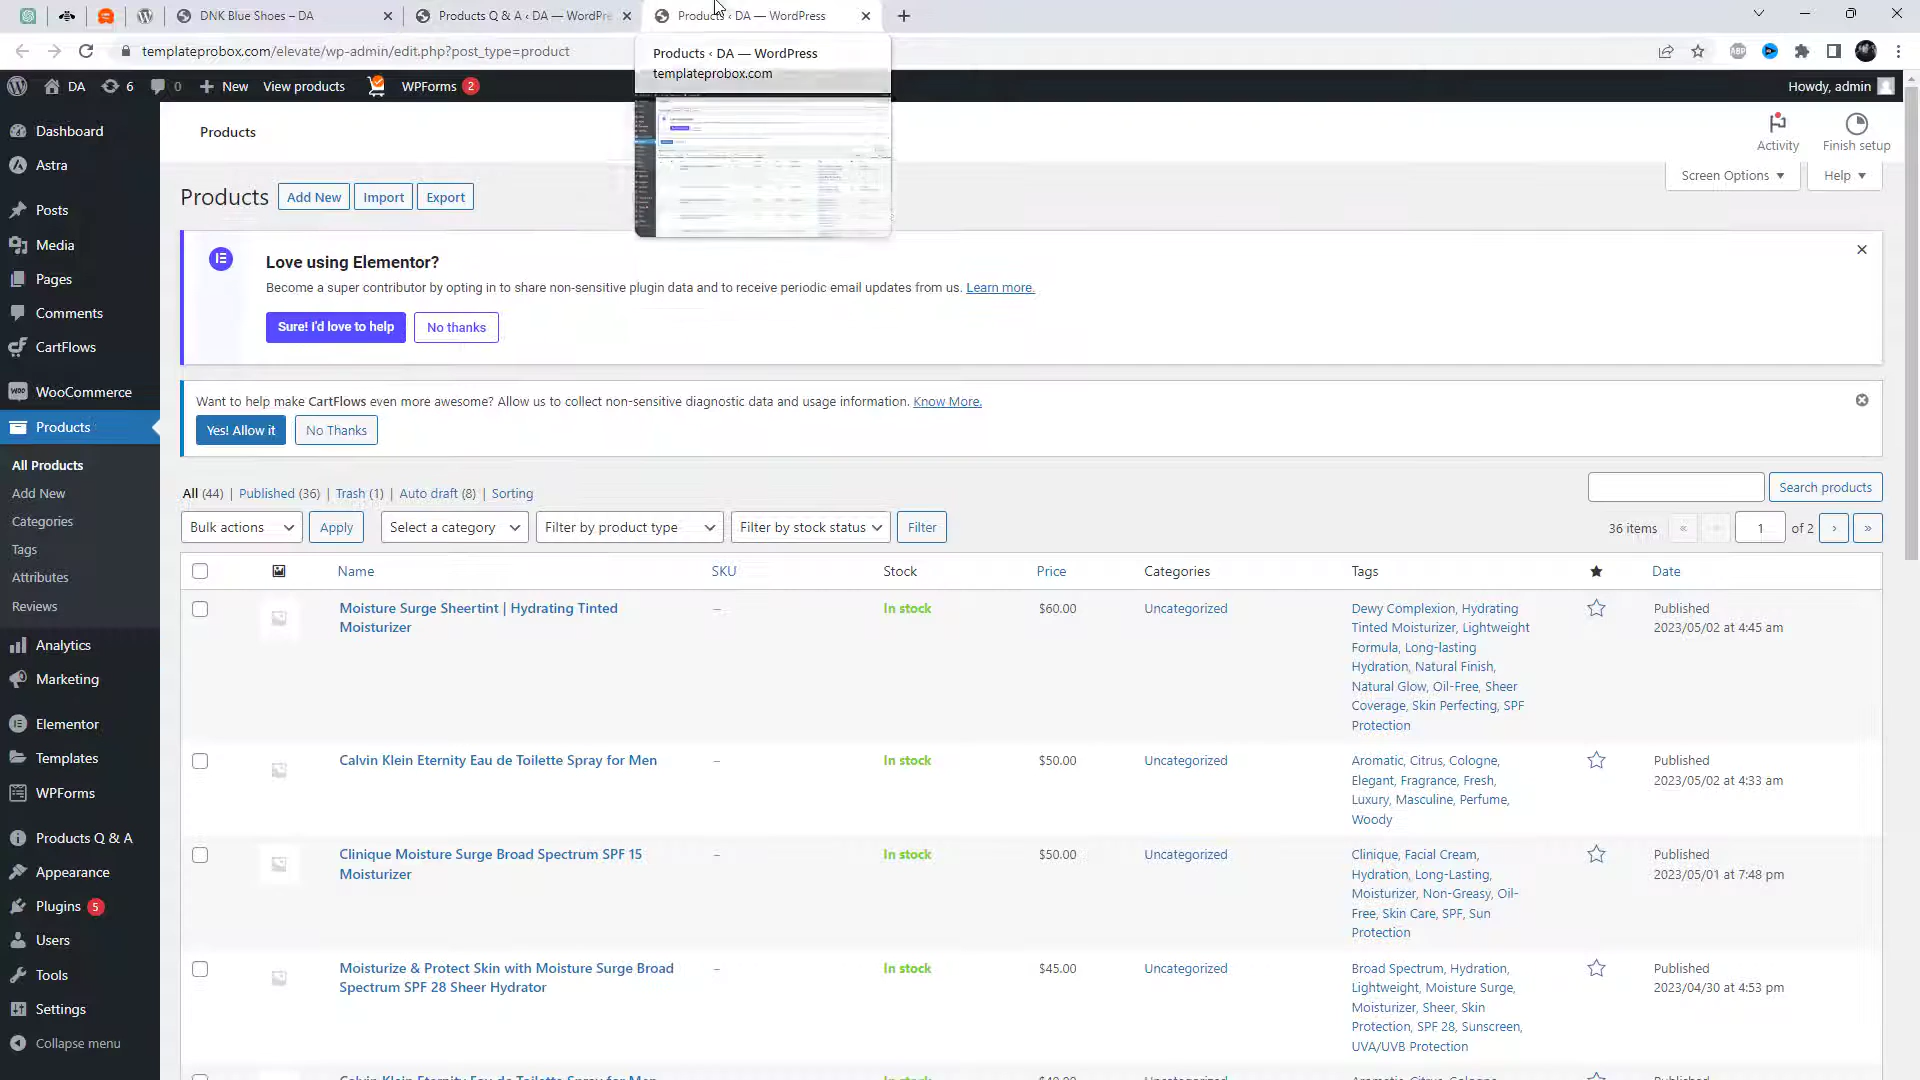 DNK Blue Shoes – DA
Products Q & A ‹ DA — WordPre
Products ‹ DA — WordPress
templateprobox.com/elevate/wp-admin/edit.php?post_type=product
ABP
Products ‹ DA — WordPress
templateprobox.com
DA
6
0
New
View products
WPForms 2
Howdy, admin
Dashboard
Astra
Posts
Media
Pages
Comments
CartFlows
WooCommerce
Products
All Products
Add New
Categories
Tags
Attributes
Reviews
Analytics
Marketing
Elementor
Templates
WPForms
Products Q & A
Appearance
Plugins 5
Users
Tools
Settings
Collapse menu
Products
Activity
Finish setup
Screen Options
Help
Products
Add New
Import
Export
Love using Elementor?
Become a super contributor by opting in to share non-sensitive plugin data and to receive periodic email updates from us. Learn more.
Sure! I'd love to help
No thanks
Want to help make CartFlows even more awesome? Allow us to collect non-sensitive diagnostic data and usage information. Know More.
Yes! Allow it
No Thanks
All (44) | Published (36) | Trash (1) | Auto draft (8) | Sorting
Search products
Bulk actions
Apply
Select a category
Filter by product type
Filter by stock status
Filter
36 items
«
1
of 2
›
»
Name
SKU
Stock
Price
Categories
Tags
Date
Moisture Surge Sheertint | Hydrating Tinted
Moisturizer
–
In stock
$60.00
Uncategorized
Dewy Complexion, Hydrating
Tinted Moisturizer, Lightweight
Formula, Long-lasting
Hydration, Natural Finish,
Natural Glow, Oil-Free, Sheer
Coverage, Skin Perfecting, SPF
Protection
Published
2023/05/02 at 4:45 am
Calvin Klein Eternity Eau de Toilette Spray for Men
–
In stock
$50.00
Uncategorized
Aromatic, Citrus, Cologne,
Elegant, Fragrance, Fresh,
Luxury, Masculine, Perfume,
Woody
Published
2023/05/02 at 4:33 am
Clinique Moisture Surge Broad Spectrum SPF 15
Moisturizer
–
In stock
$50.00
Uncategorized
Clinique, Facial Cream,
Hydration, Long-Lasting,
Moisturizer, Non-Greasy, Oil-
Free, Skin Care, SPF, Sun
Protection
Published
2023/05/01 at 7:48 pm
Moisturize & Protect Skin with Moisture Surge Broad
Spectrum SPF 28 Sheer Hydrator
–
In stock
$45.00
Uncategorized
Broad Spectrum, Hydration,
Lightweight, Moisture Surge,
Moisturizer, Sheer, Skin
Protection, SPF 28, Sunscreen,
UVA/UVB Protection
Published
2023/04/30 at 4:53 pm
Calvin Klein Eternity Eau de Toilette Spray for Men